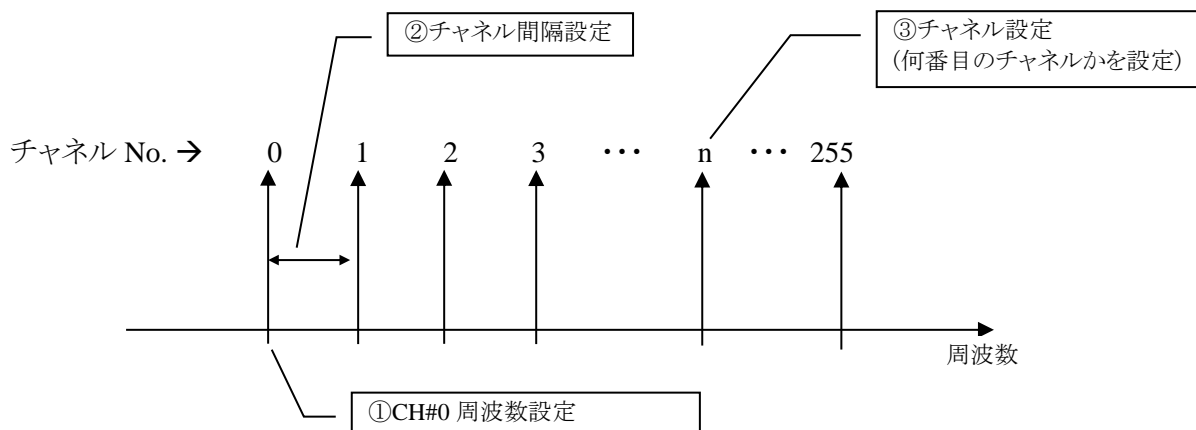 ②チャネル間隔設定
③チャネル設定
(何番目のチャネルかを設定)
チャネル No. → 0 1 2 3 ・・・ n ・・・ 255
周波数
①CH#0 周波数設定